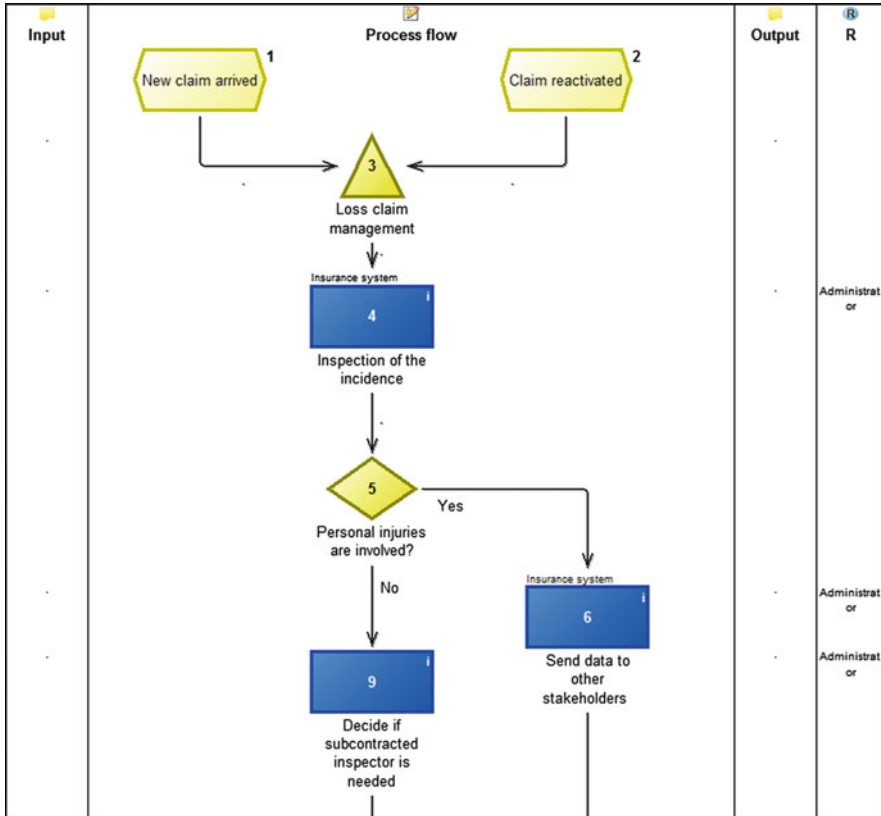 Input
Process flow
Output
R
R
New claim arrived
1
Claim reactivated
2
3
Loss claim
management
Insurance system
i
4
Administrat
or
Inspection of the
incidence
5
Yes
Personal injuries
are involved?
No
Insurance system
i
6
Administrat
or
i
9
Send data to
other
stakeholders
Administrat
or
Decide if
subcontracted
inspector is
needed